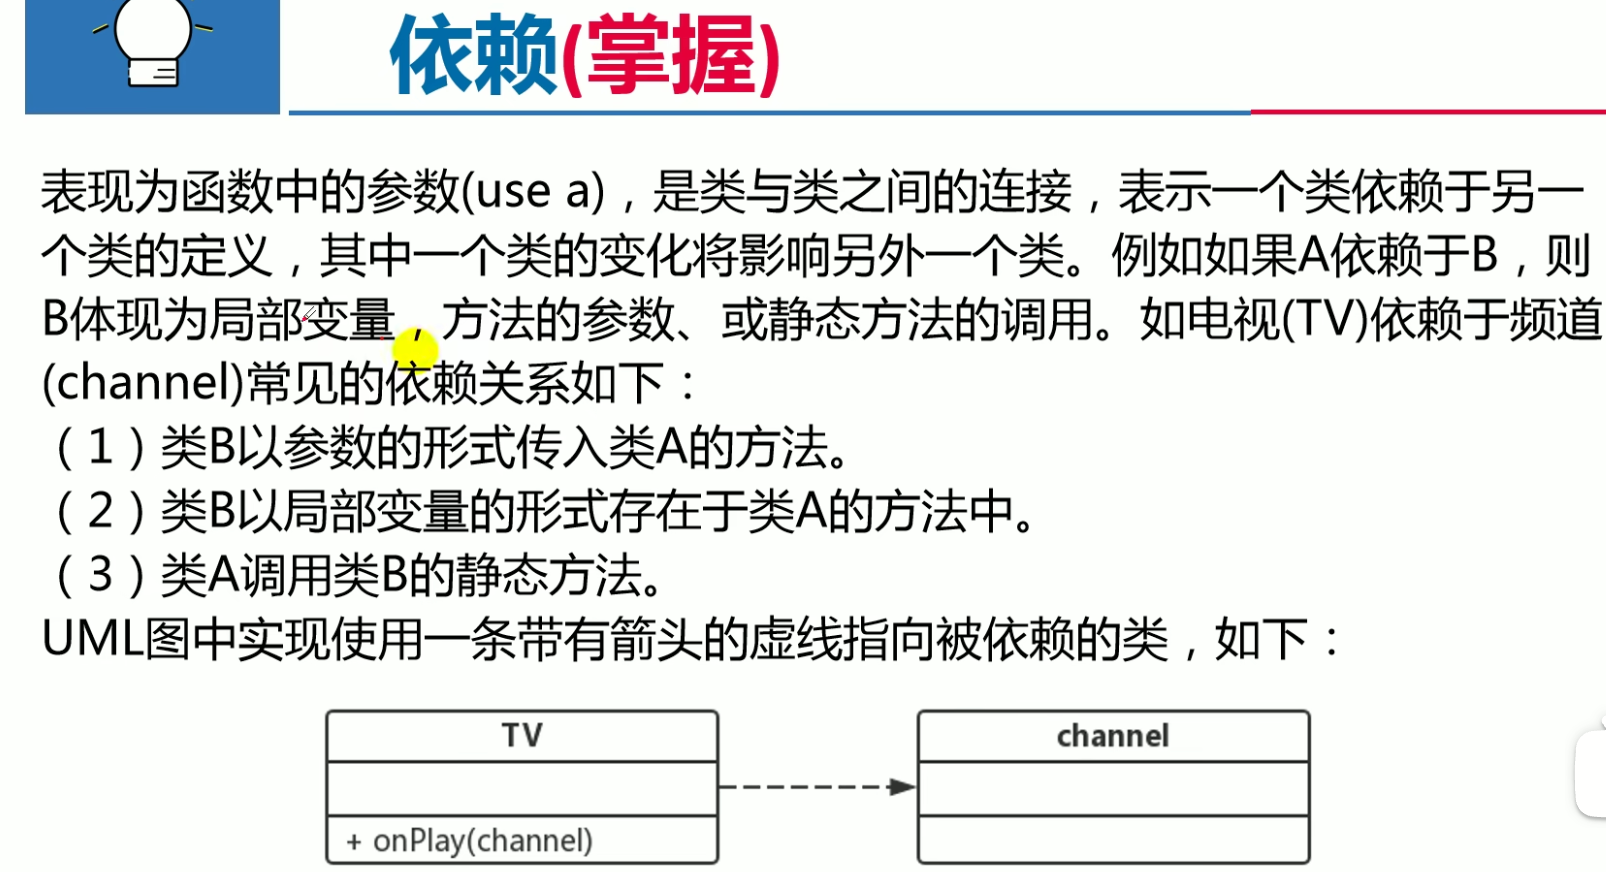 依赖(掌握)
表现为函数中的参数(use a)，是类与类之间的连接，表示一个类依赖于另一
个类的定义，其中一个类的变化将影响另外一个类。例如如果A依赖于B，则
B体现为局部变量，方法的参数、或静态方法的调用。如电视(TV)依赖于频道
(channel)常见的依赖关系如下：
（1）类B以参数的形式传入类A的方法。
（2）类B以局部变量的形式存在于类A的方法中。
（3）类A调用类B的静态方法。
UML图中实现使用一条带有箭头的虚线指向被依赖的类，如下：
TV
channel
+ onPlay(channel)